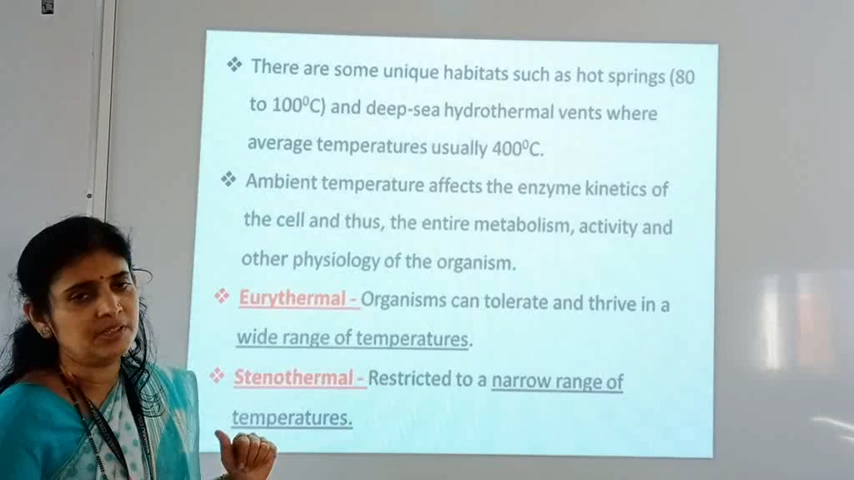 ❖ There are some unique habitats such as hot springs (80
to 100⁰C) and deep-sea hydrothermal vents where
average temperatures usually 400⁰C.
❖ Ambient temperature affects the enzyme kinetics of
the cell and thus, the entire metabolism, activity and
other physiology of the organism.
❖ Eurythermal - Organisms can tolerate and thrive in a
wide range of temperatures.
❖ Stenothermal - Restricted to a narrow range of
temperatures.